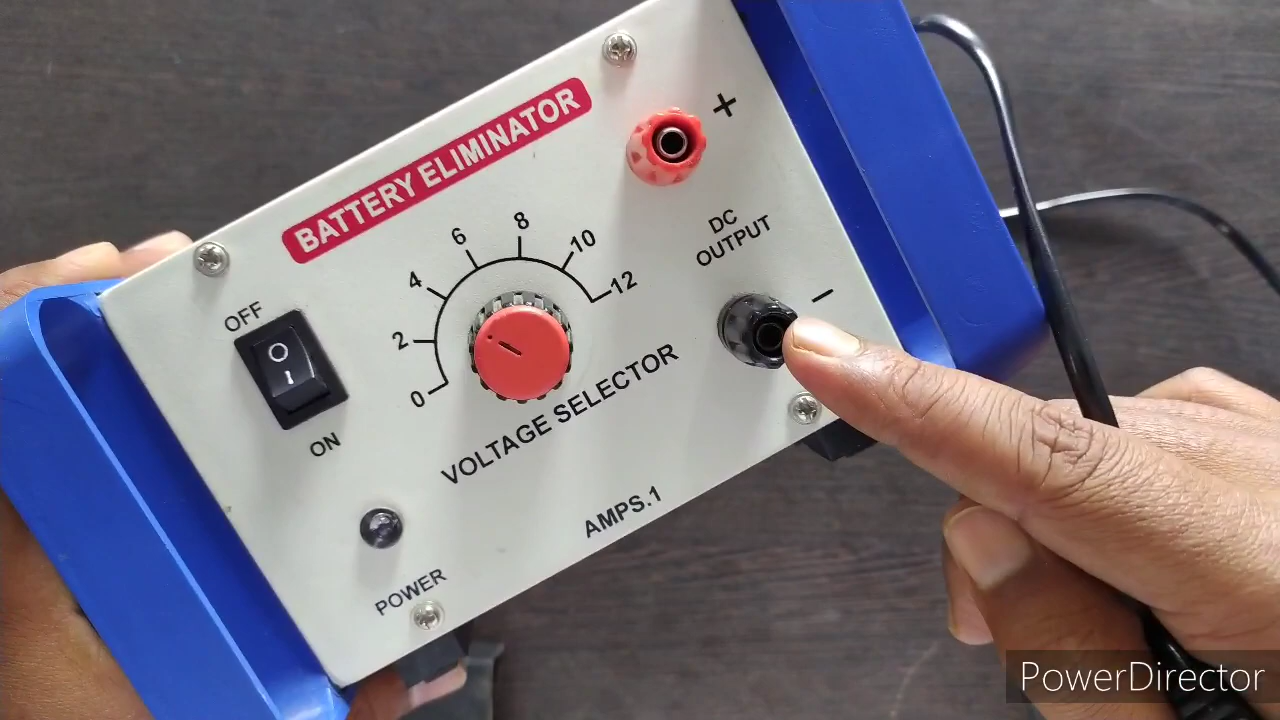 BATTERY ELIMINATOR
+
DC
OUTPUT
−
OFF
O
I
ON
0
2
4
6
8
10
12
VOLTAGE SELECTOR
AMPS.1
POWER
PowerDirector